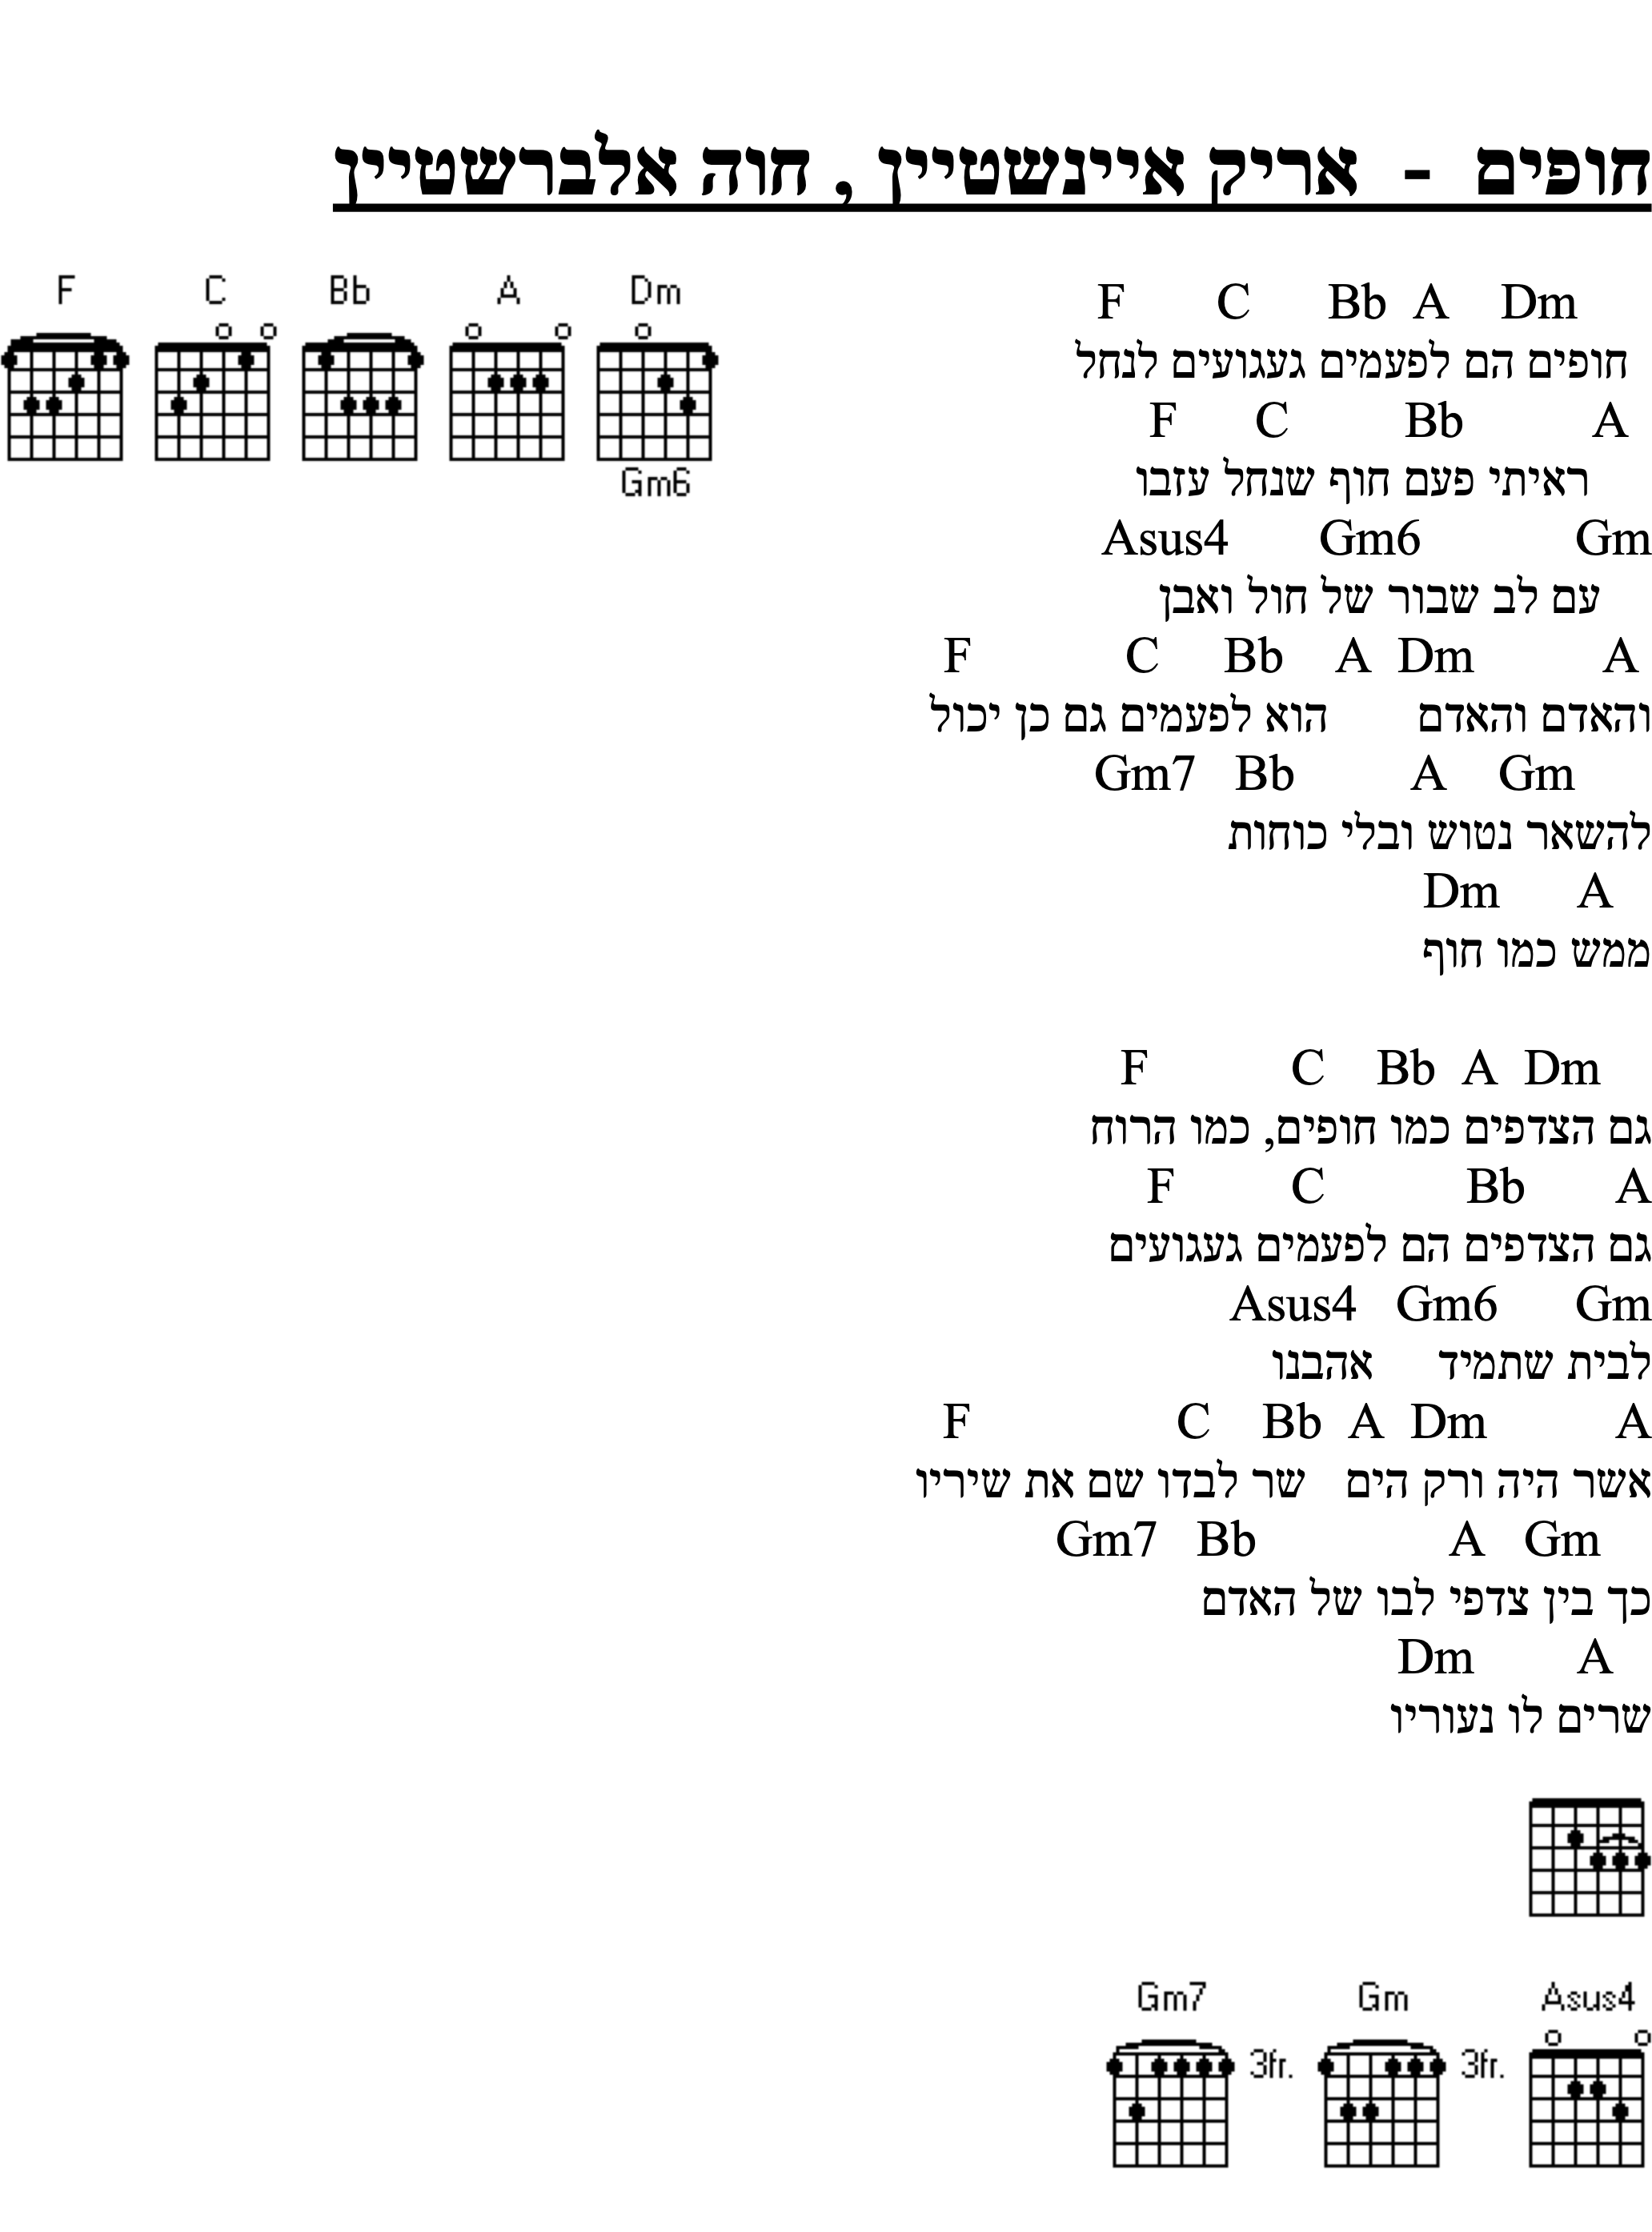 חופים - אריק איינשטיין , חוה אלברשטיין
F C Bb A Dm
Gm6
F C Bb A Dm
חופים הם לפעמים געגועים לנחל
F C Bb A
ראיתי פעם חוף שנחל עזבו
Asus4 Gm6 Gm
עם לב שבור של חול ואבן
F C Bb A Dm A
והאדם והאדם הוא לפעמים גם כן יכול
Gm7 Bb A Gm
להשאר נטוש ובלי כוחות
Dm A
ממש כמו חוף
F C Bb A Dm
גם הצדפים כמו חופים, כמו הרוח
F C Bb A
גם הצדפים הם לפעמים געגועים
Asus4 Gm6 Gm
לבית שתמיד אהבנו
F C Bb A Dm A
אשר היה ורק הים שר לבדו שם את שיריו
Gm7 Bb A Gm
כך בין צדפי לבו של האדם
Dm A
שרים לו נעוריו
Gm7 Gm Asus4
3fr. 3fr.